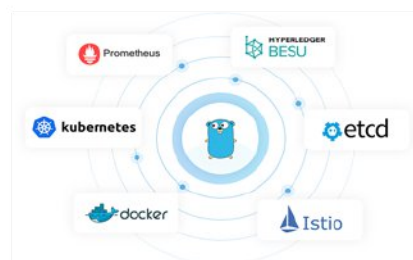 Prometheus
HYPERLEDGER
BESU
kubernetes
etcd
docker
Istio